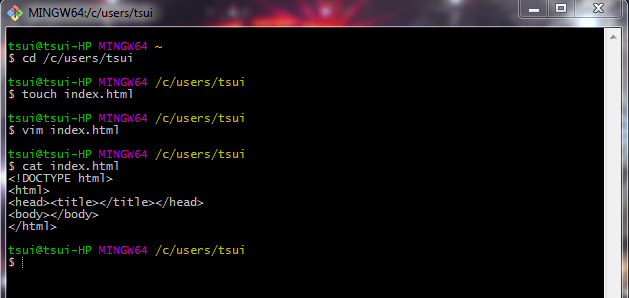 MINGW64:/c/users/tsui
tsui@tsui-HP MINGW64 ~
$ cd /c/users/tsui
tsui@tsui-HP MINGW64 /c/users/tsui
$ touch index.html
tsui@tsui-HP MINGW64 /c/users/tsui
$ vim index.html
tsui@tsui-HP MINGW64 /c/users/tsui
$ cat index.html
<!DOCTYPE html>
<html>
<head><title></title></head>
<body></body>
</html>
tsui@tsui-HP MINGW64 /c/users/tsui
$